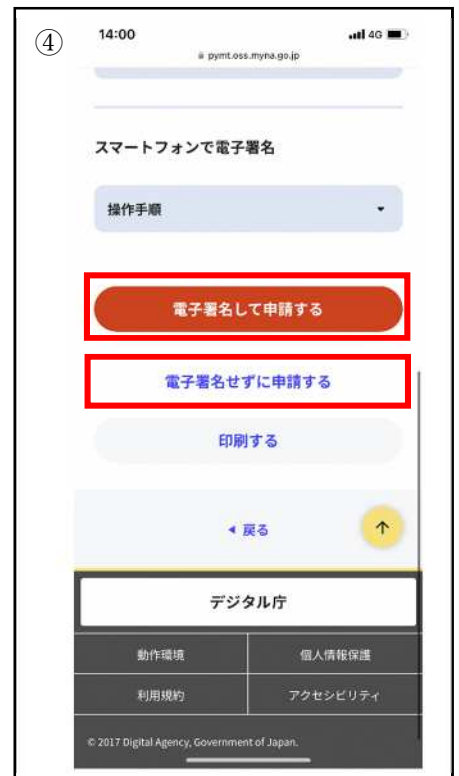 ④
14:00
4G
pymt.oss.myna.go.jp
スマートフォンで電子署名
操作手順
電子署名して申請する
電子署名せずに申請する
印刷する
戻る
デジタル庁
動作環境 個人情報保護
利用規約 アクセシビリティ
© 2017 Digital Agency, Government of Japan.